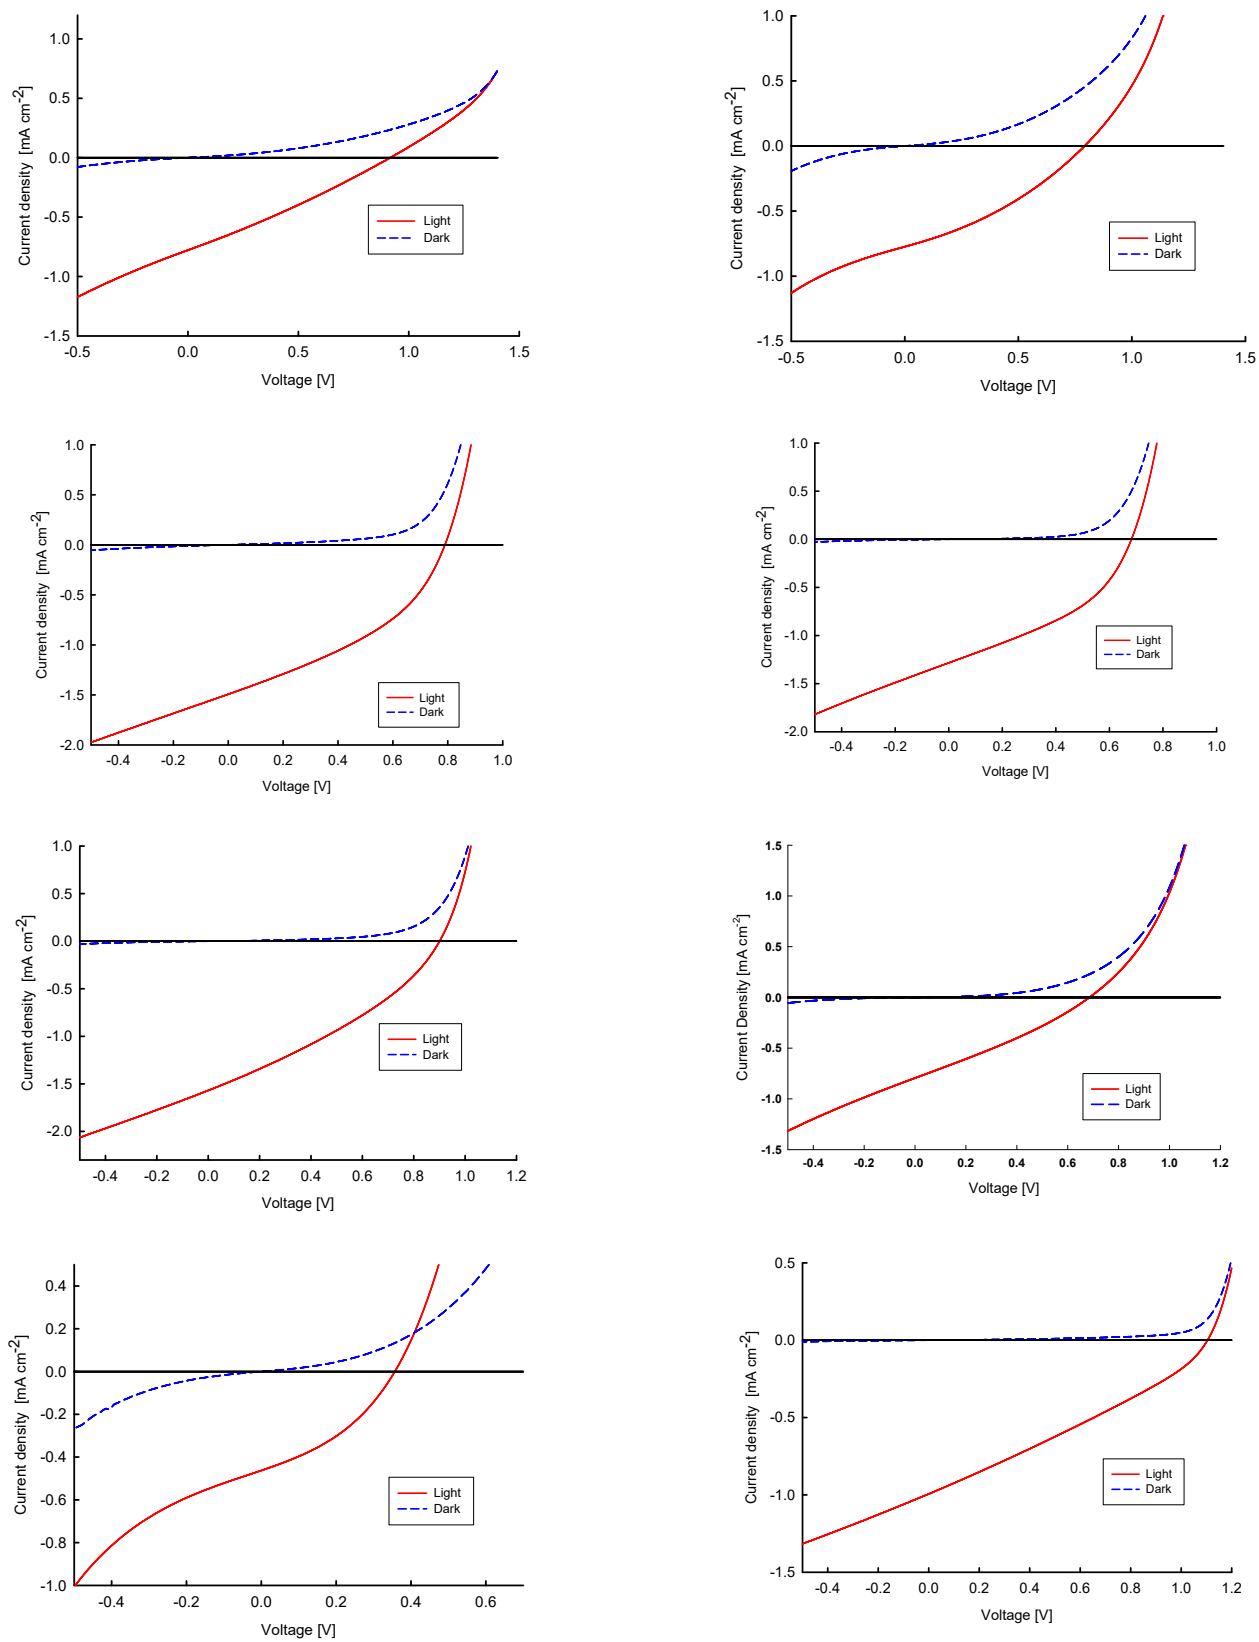 1.0
0.5
0.0
-0.5
-1.0
-1.5
-0.5 0.0 0.5 1.0 1.5
Current density [mA cm-2]
Voltage [V]
Light
Dark
1.0
0.5
0.0
-0.5
-1.0
-1.5
-0.5 0.0 0.5 1.0 1.5
Current density [mA cm-2]
Voltage [V]
Light
Dark
1.0
0.5
0.0
-0.5
-1.0
-1.5
-2.0
-0.4 -0.2 0.0 0.2 0.4 0.6 0.8 1.0
Current density [mA cm-2]
Voltage [V]
Light
Dark
1.0
0.5
0.0
-0.5
-1.0
-1.5
-2.0
-0.4 -0.2 0.0 0.2 0.4 0.6 0.8 1.0
Current density [mA cm-2]
Voltage [V]
Light
Dark
1.0
0.5
0.0
-0.5
-1.0
-1.5
-2.0
-0.4 -0.2 0.0 0.2 0.4 0.6 0.8 1.0 1.2
Current density [mA cm-2]
Voltage [V]
Light
Dark
1.5
1.0
0.5
0.0
-0.5
-1.0
-1.5
-0.4 -0.2 0.0 0.2 0.4 0.6 0.8 1.0 1.2
Current Density [mA cm-2]
Voltage [V]
Light
Dark
0.4
0.2
0.0
-0.2
-0.4
-0.6
-0.8
-1.0
-0.4 -0.2 0.0 0.2 0.4 0.6
Current density [mA cm-2]
Voltage [V]
Light
Dark
0.5
0.0
-0.5
-1.0
-1.5
-0.4 -0.2 0.0 0.2 0.4 0.6 0.8 1.0 1.2
Current density [mA cm-2]
Voltage [V]
Light
Dark